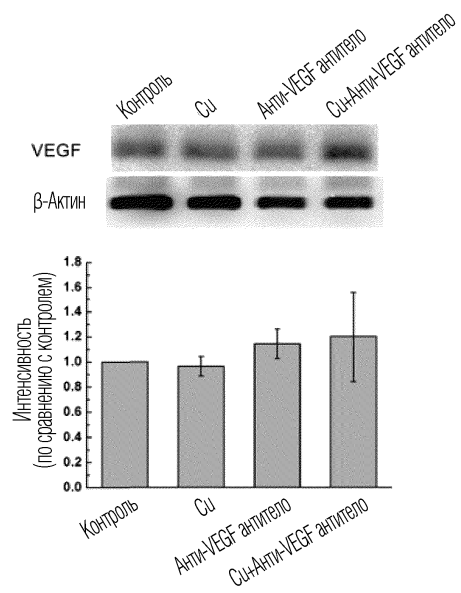 Контроль
Cu
Анти-VEGF антитело
Cu+Анти-VEGF антитело
VEGF
β-Актин
Интенсивность
(по сравнению с контролем)
1.8
1.6
1.4
1.2
1.0
0.8
0.6
0.4
0.2
0.0
Контроль
Cu
Анти-VEGF антитело
Cu+Анти-VEGF антитело